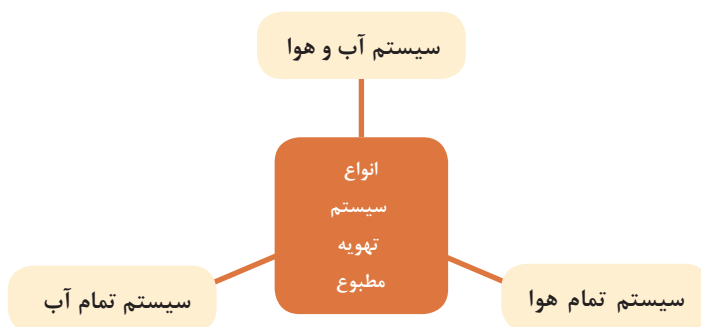 سیستم آب و هوا
انواع
سیستم
تهویه
مطبوع
سیستم تمام هوا
سیستم تمام آب